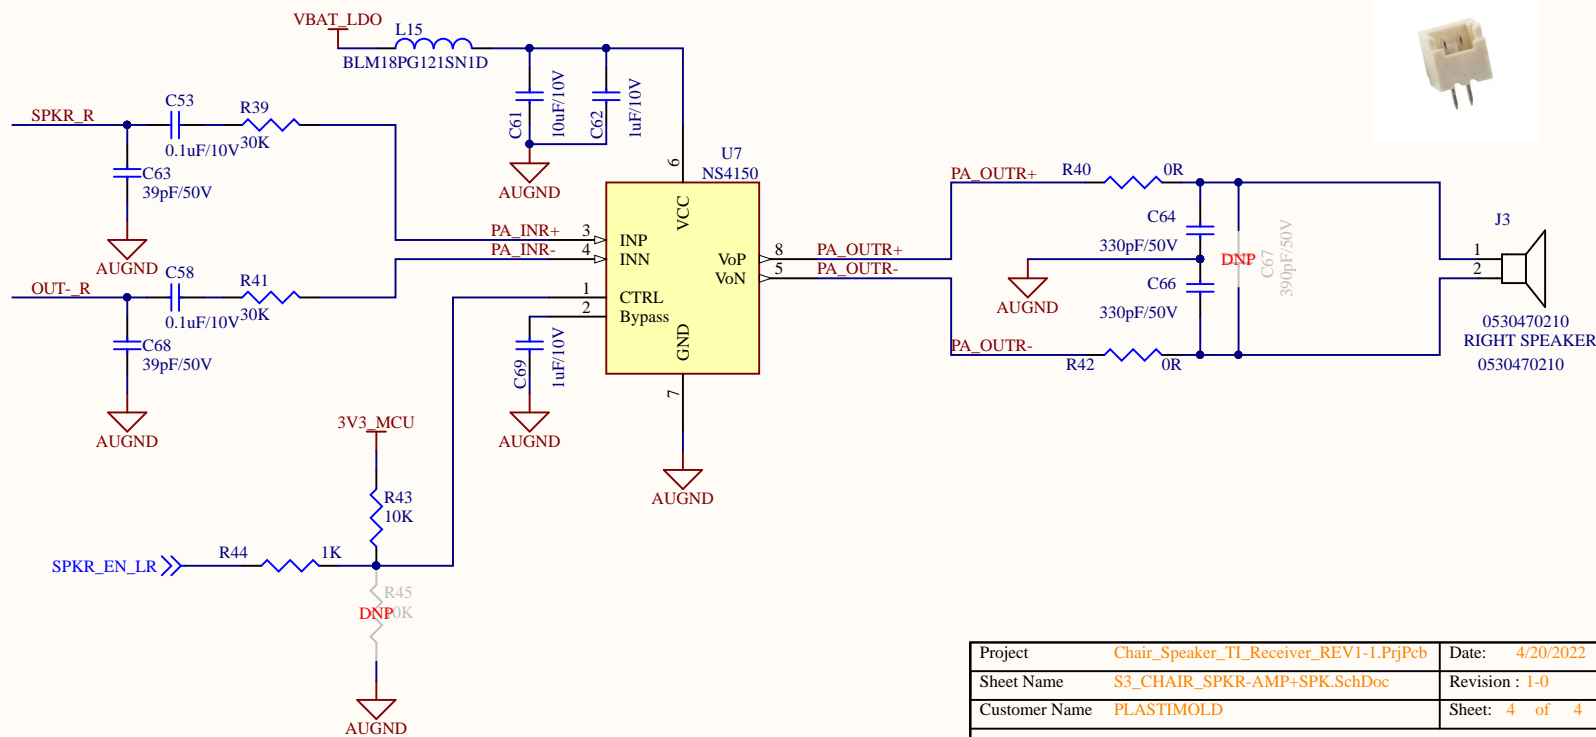 VBAT_LDO
L15
BLM18PG121SN1D
C61
10uF/10V
C62
1uF/10V
AUGND
SPKR_R
C53
0.1uF/10V
R39
30K
C63
39pF/50V
AUGND
OUT-_R
C58
0.1uF/10V
R41
30K
C68
39pF/50V
AUGND
PA_INR+
3
PA_INR-
4
1
2
U7
NS4150
6
VCC
INP
INN
CTRL
Bypass
VoP
VoN
GND
7
AUGND
C69
1uF/10V
AUGND
8
PA_OUTR+
5
PA_OUTR-
PA_OUTR+
R40
0R
C64
330pF/50V
AUGND
C66
330pF/50V
DNP
C67
390pF/50V
PA_OUTR-
R42
0R
J3
1
2
0530470210
RIGHT SPEAKER
0530470210
3V3_MCU
R43
10K
SPKR_EN_LR
R44
1K
R45
DNP
AUGND
Project Chair_Speaker_TI_Receiver_REV1-1.PrjPcb Date: 4/20/2022
Sheet Name S3_CHAIR_SPKR-AMP+SPK.SchDoc Revision : 1-0
Customer Name PLASTIMOLD Sheet: 4 of 4